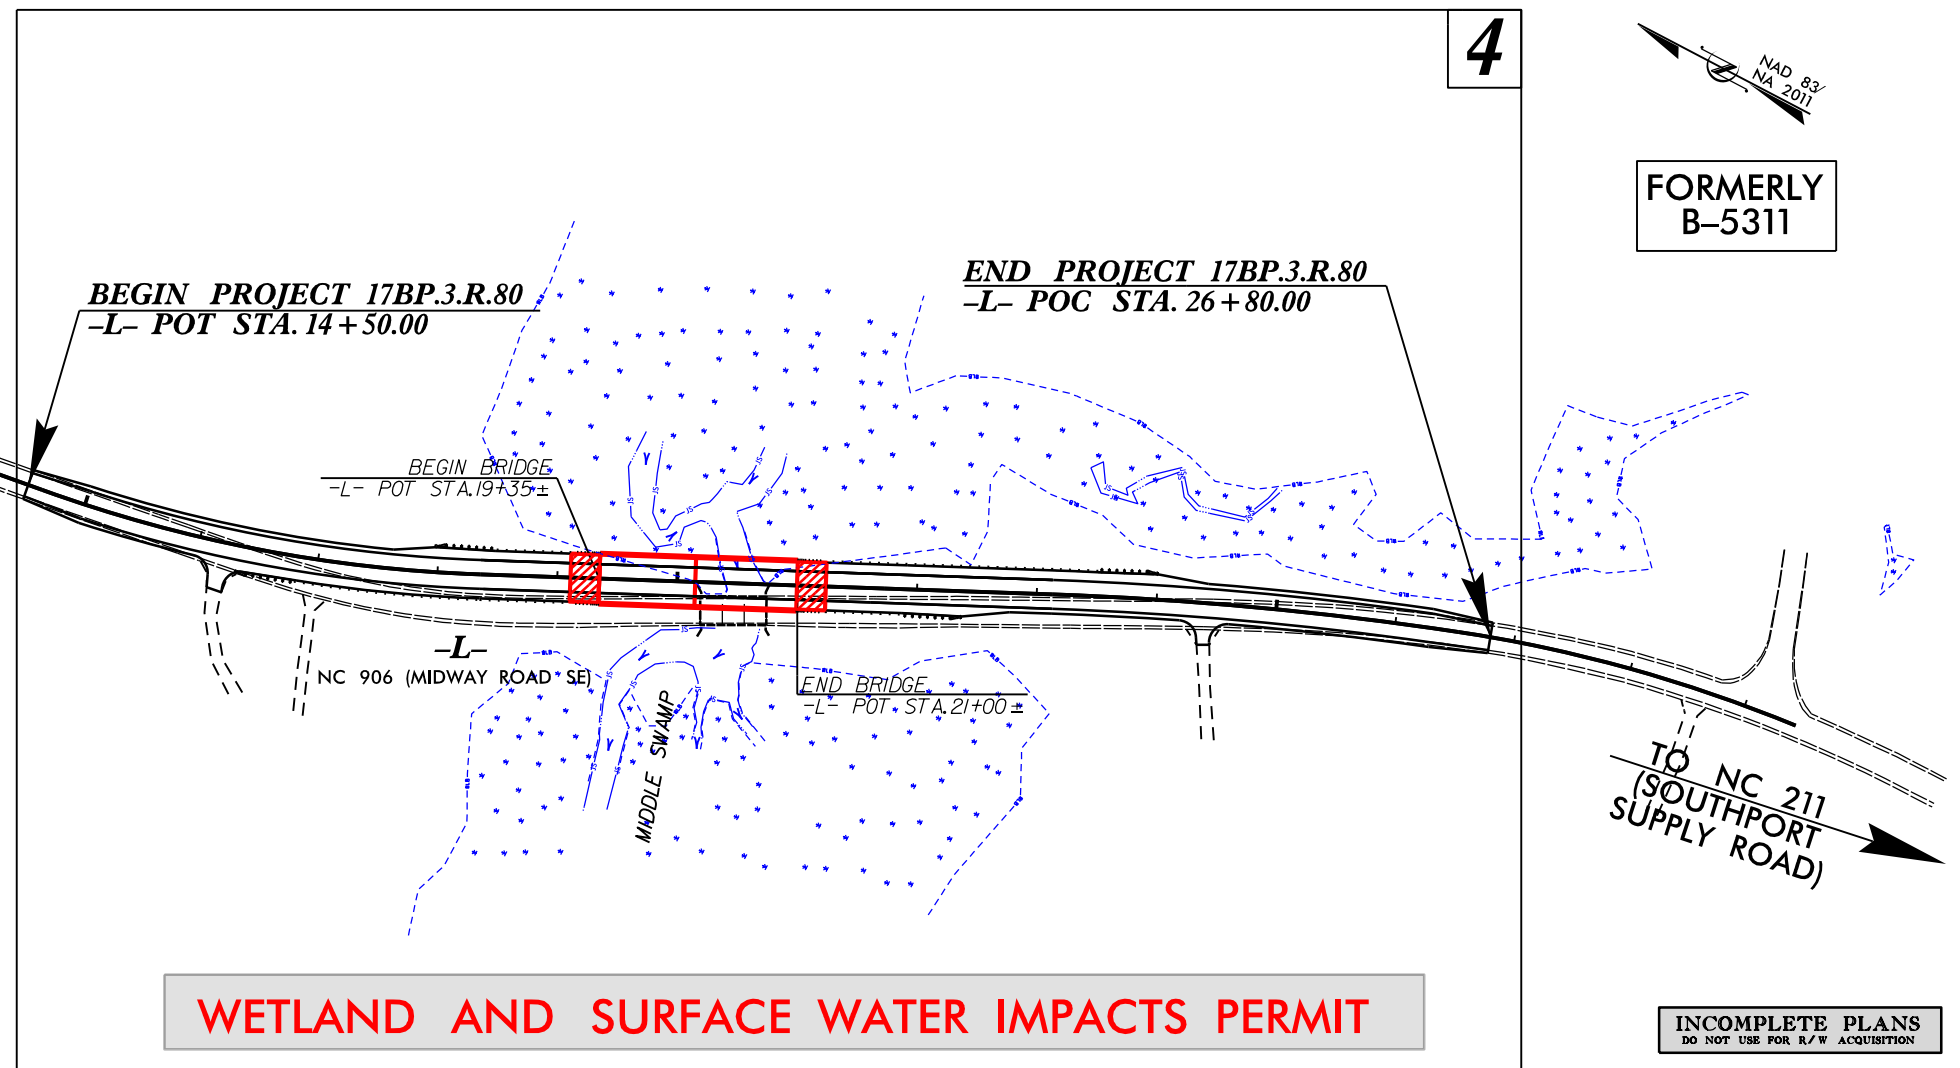 4
NAD 83/
NA 2011
FORMERLY
B-5311
BEGIN PROJECT 17BP.3.R.80
-L- POT STA. 14+50.00
END PROJECT 17BP.3.R.80
-L- POC STA. 26+80.00
BEGIN BRIDGE
-L- POT STA.19+35±
-L-
NC 906 (MIDWAY ROAD SE)
END BRIDGE
-L- POT STA.21+00±
MIDDLE SWAMP
TO NC 211
(SOUTHPORT
SUPPLY ROAD)
WETLAND AND SURFACE WATER IMPACTS PERMIT
INCOMPLETE PLANS
DO NOT USE FOR R/W ACQUISITION